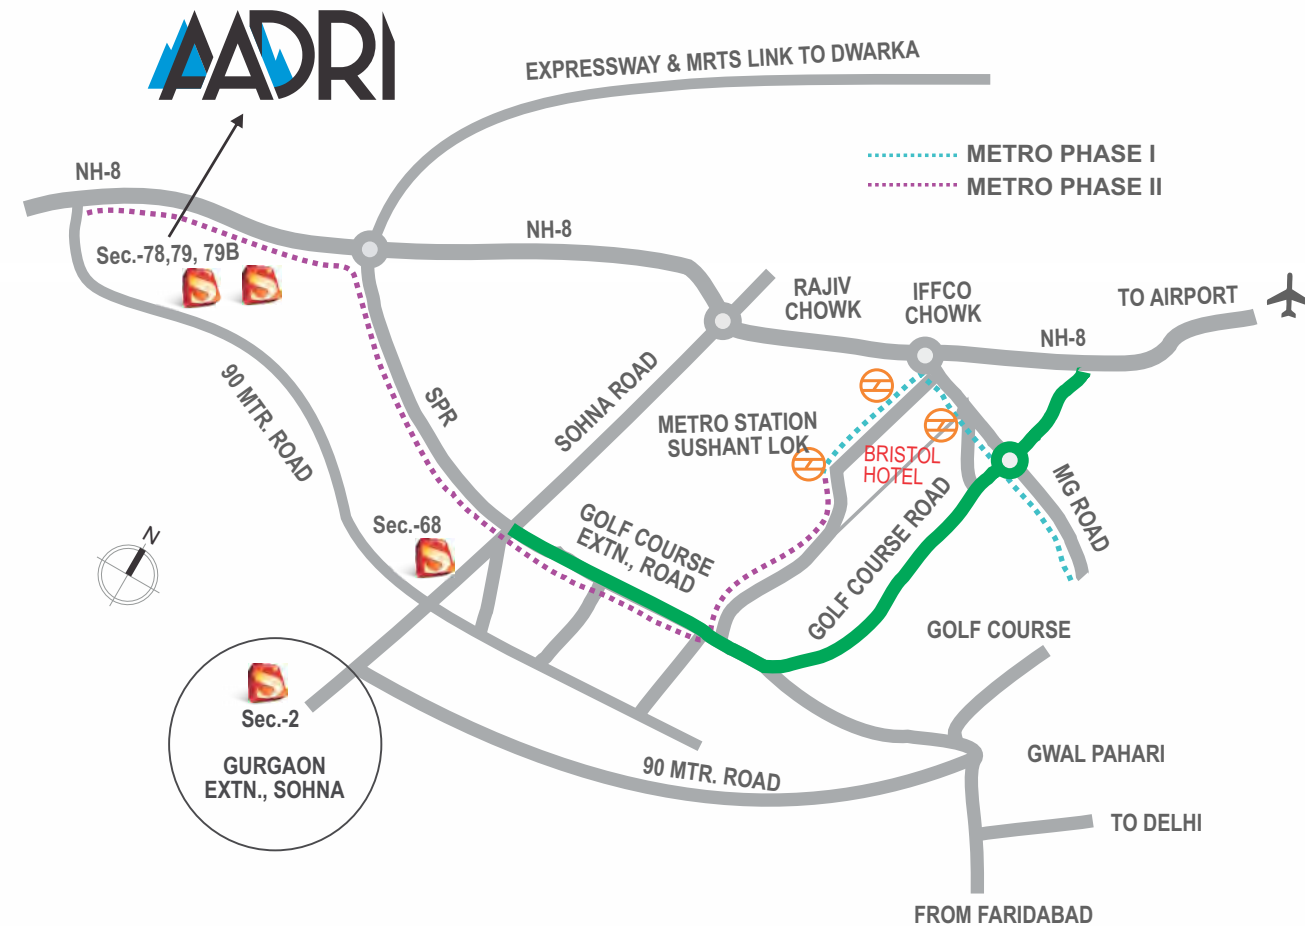 AADRI
EXPRESSWAY & MRTS LINK TO DWARKA
METRO PHASE I
METRO PHASE II
NH-8
NH-8
Sec.-78,79, 79B
RAJIV
CHOWK
IFFCO
CHOWK
TO AIRPORT
NH-8
90 MTR. ROAD
SPR
SOHNA ROAD
METRO STATION
SUSHANT LOK
BRISTOL
HOTEL
MG ROAD
Sec.-68
GOLF COURSE
EXTN., ROAD
GOLF COURSE ROAD
N
GOLF COURSE
S
S
S
S
Sec.-2
GURGAON
EXTN., SOHNA
90 MTR. ROAD
GWAL PAHARI
TO DELHI
FROM FARIDABAD